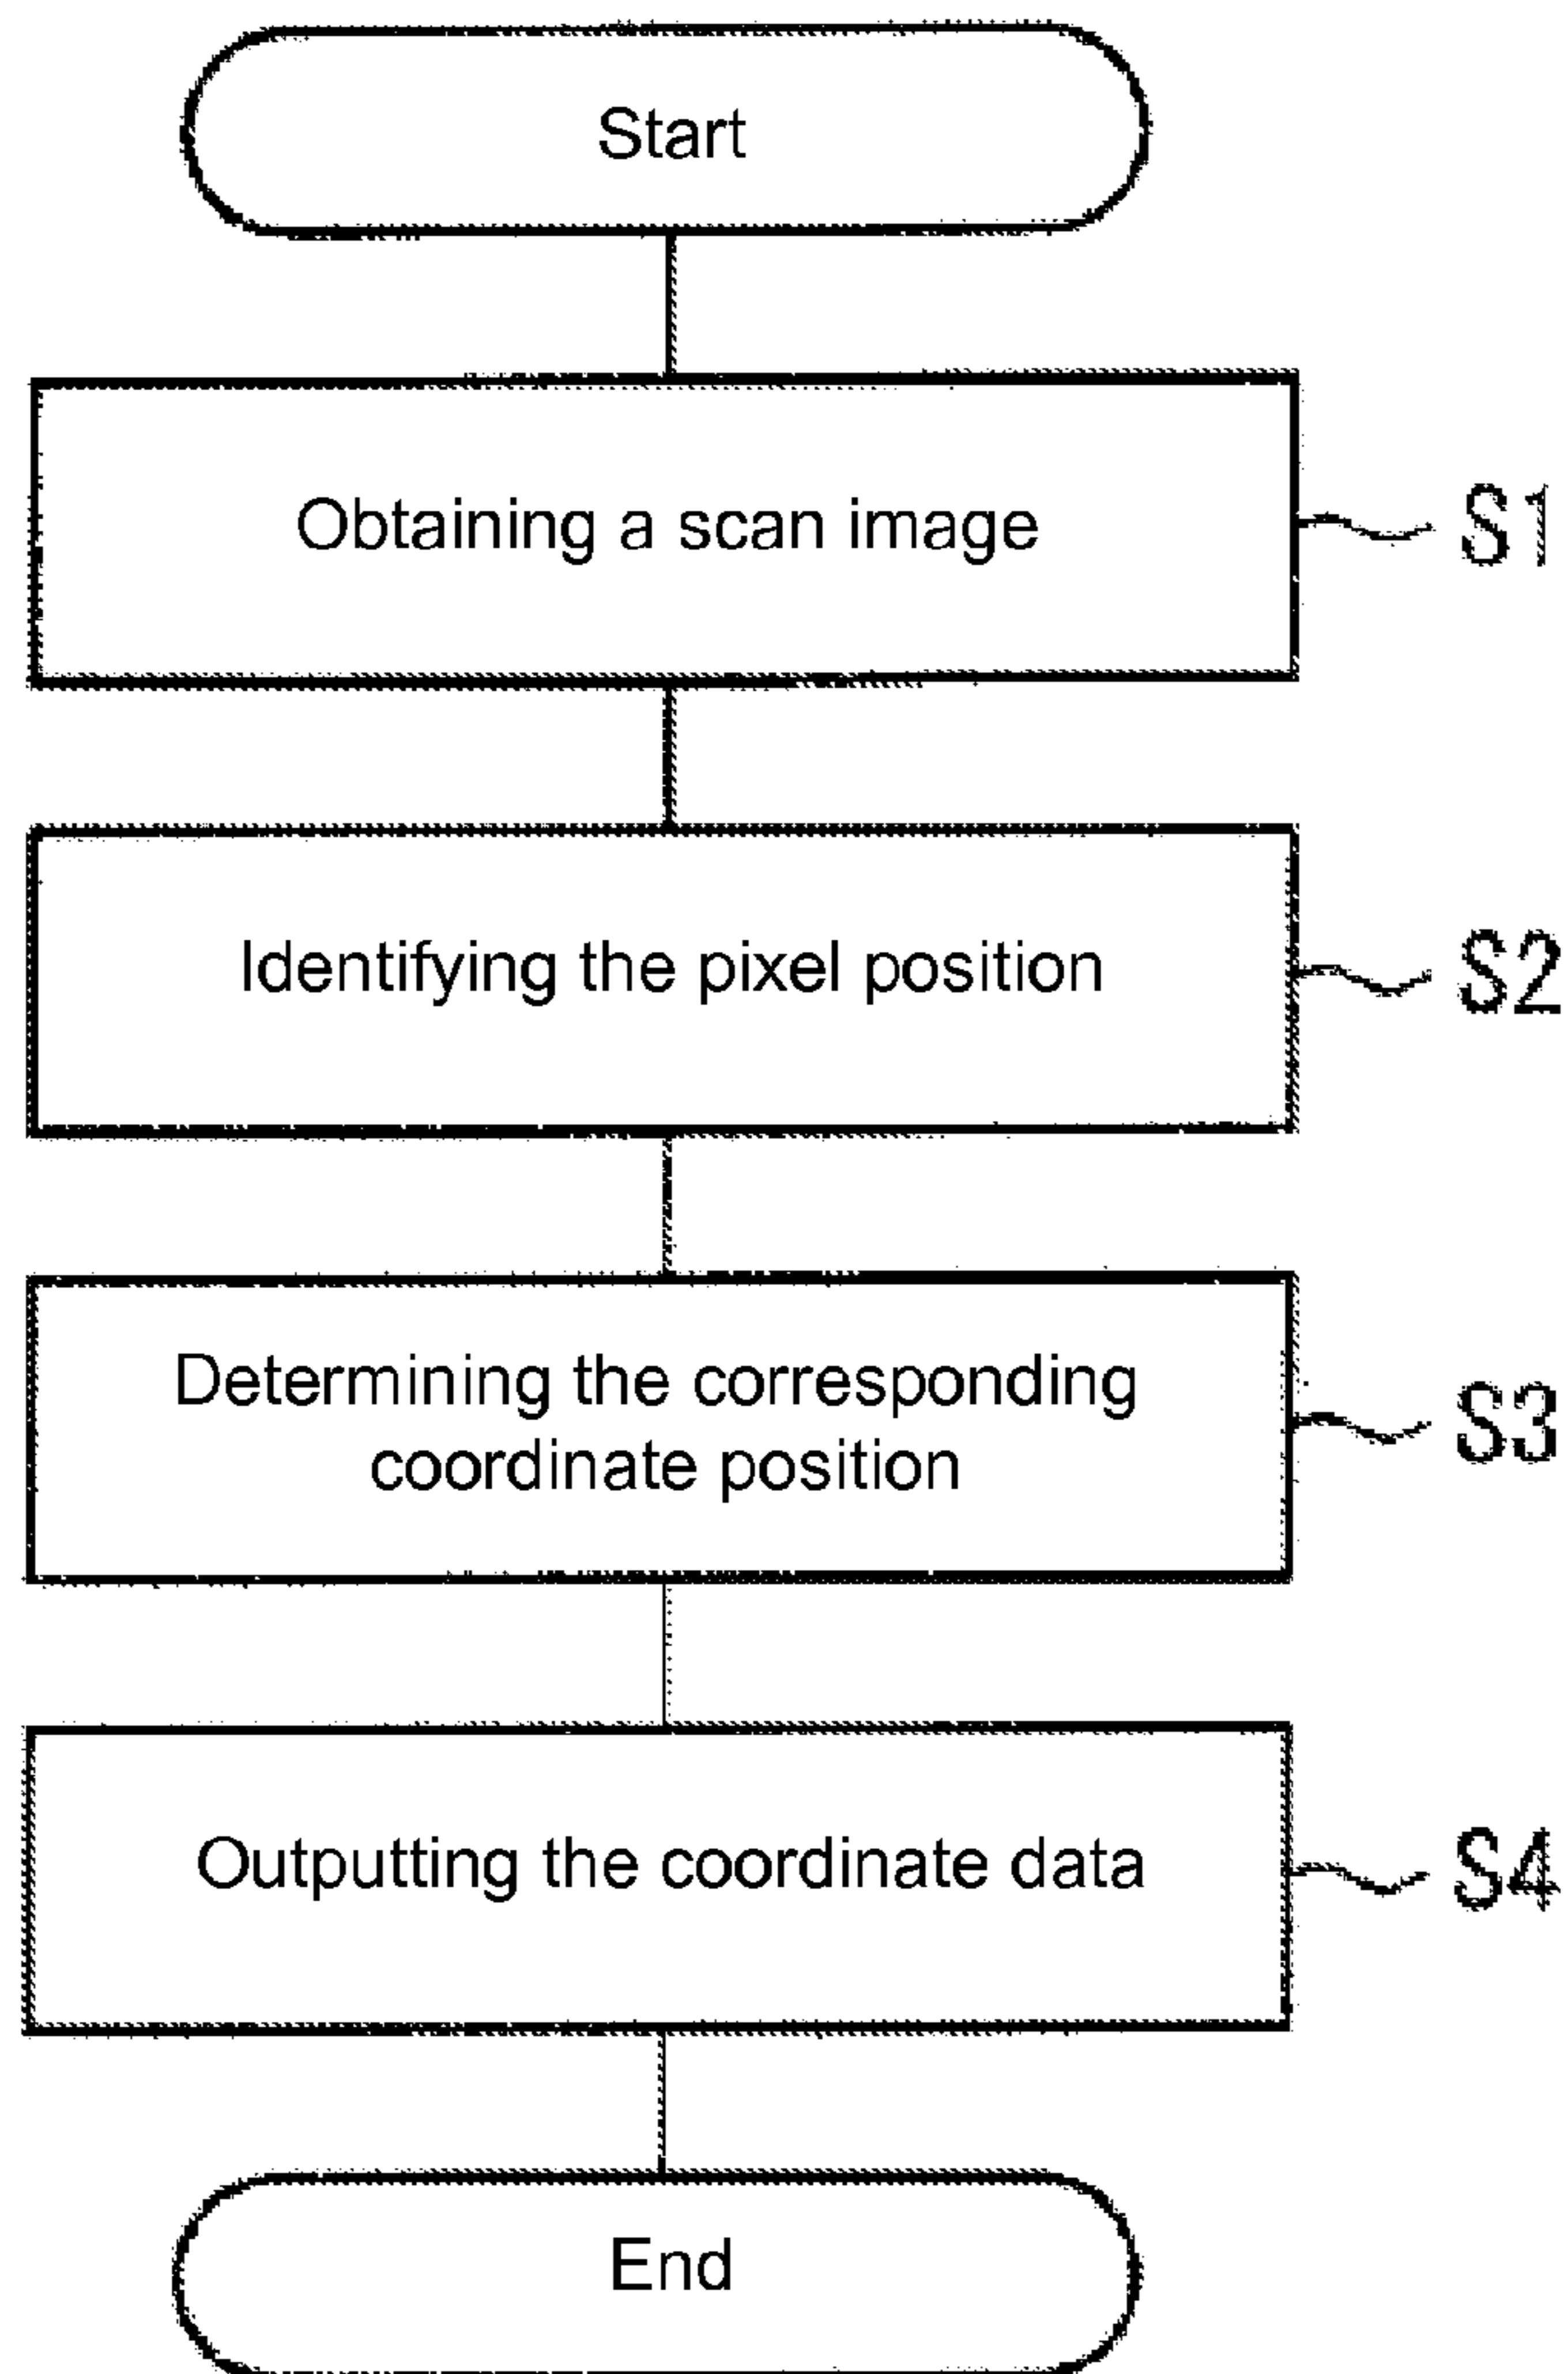 Start
Obtaining a scan image
S1
Identifying the pixel position
S2
Determining the corresponding
coordinate position
S3
Outputting the coordinate data
S4
End